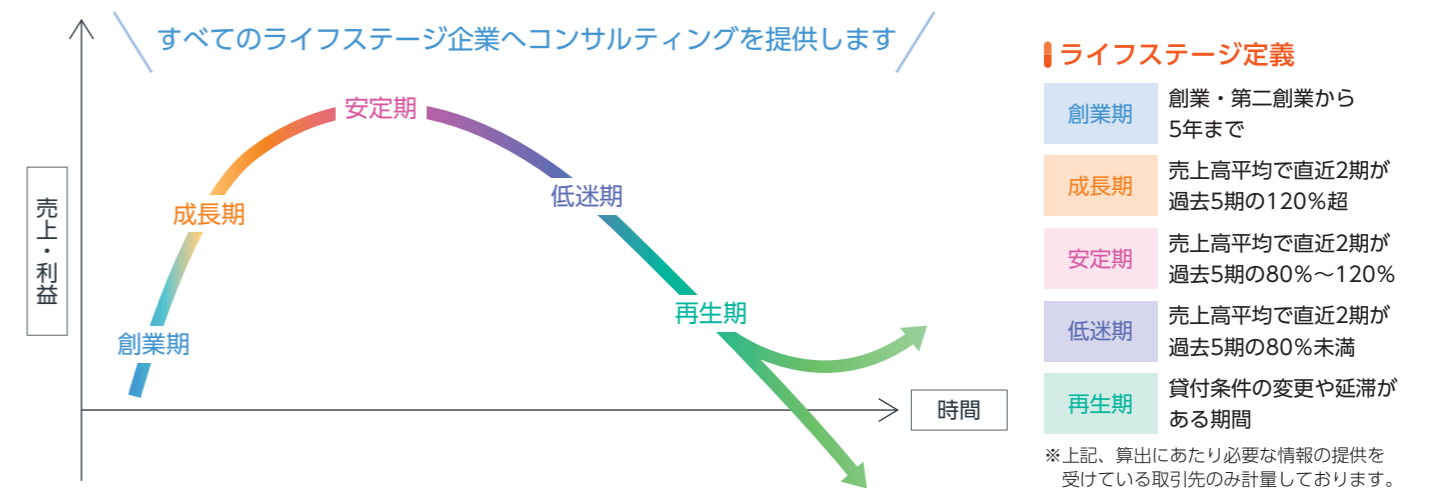 すべてのライフステージ企業へコンサルティングを提供します
売上・利益
創業期
成長期
安定期
低迷期
再生期
時間
ライフステージ定義
創業期
創業・第二創業から
5年まで
成長期
売上高平均で直近2期が
過去5期の120%超
安定期
売上高平均で直近2期が
過去5期の80%～120%
低迷期
売上高平均で直近2期が
過去5期の80%未満
再生期
貸付条件の変更や延滞が
ある期間
※上記、算出にあたり必要な情報の提供を
受けている取引先のみ計量しております。